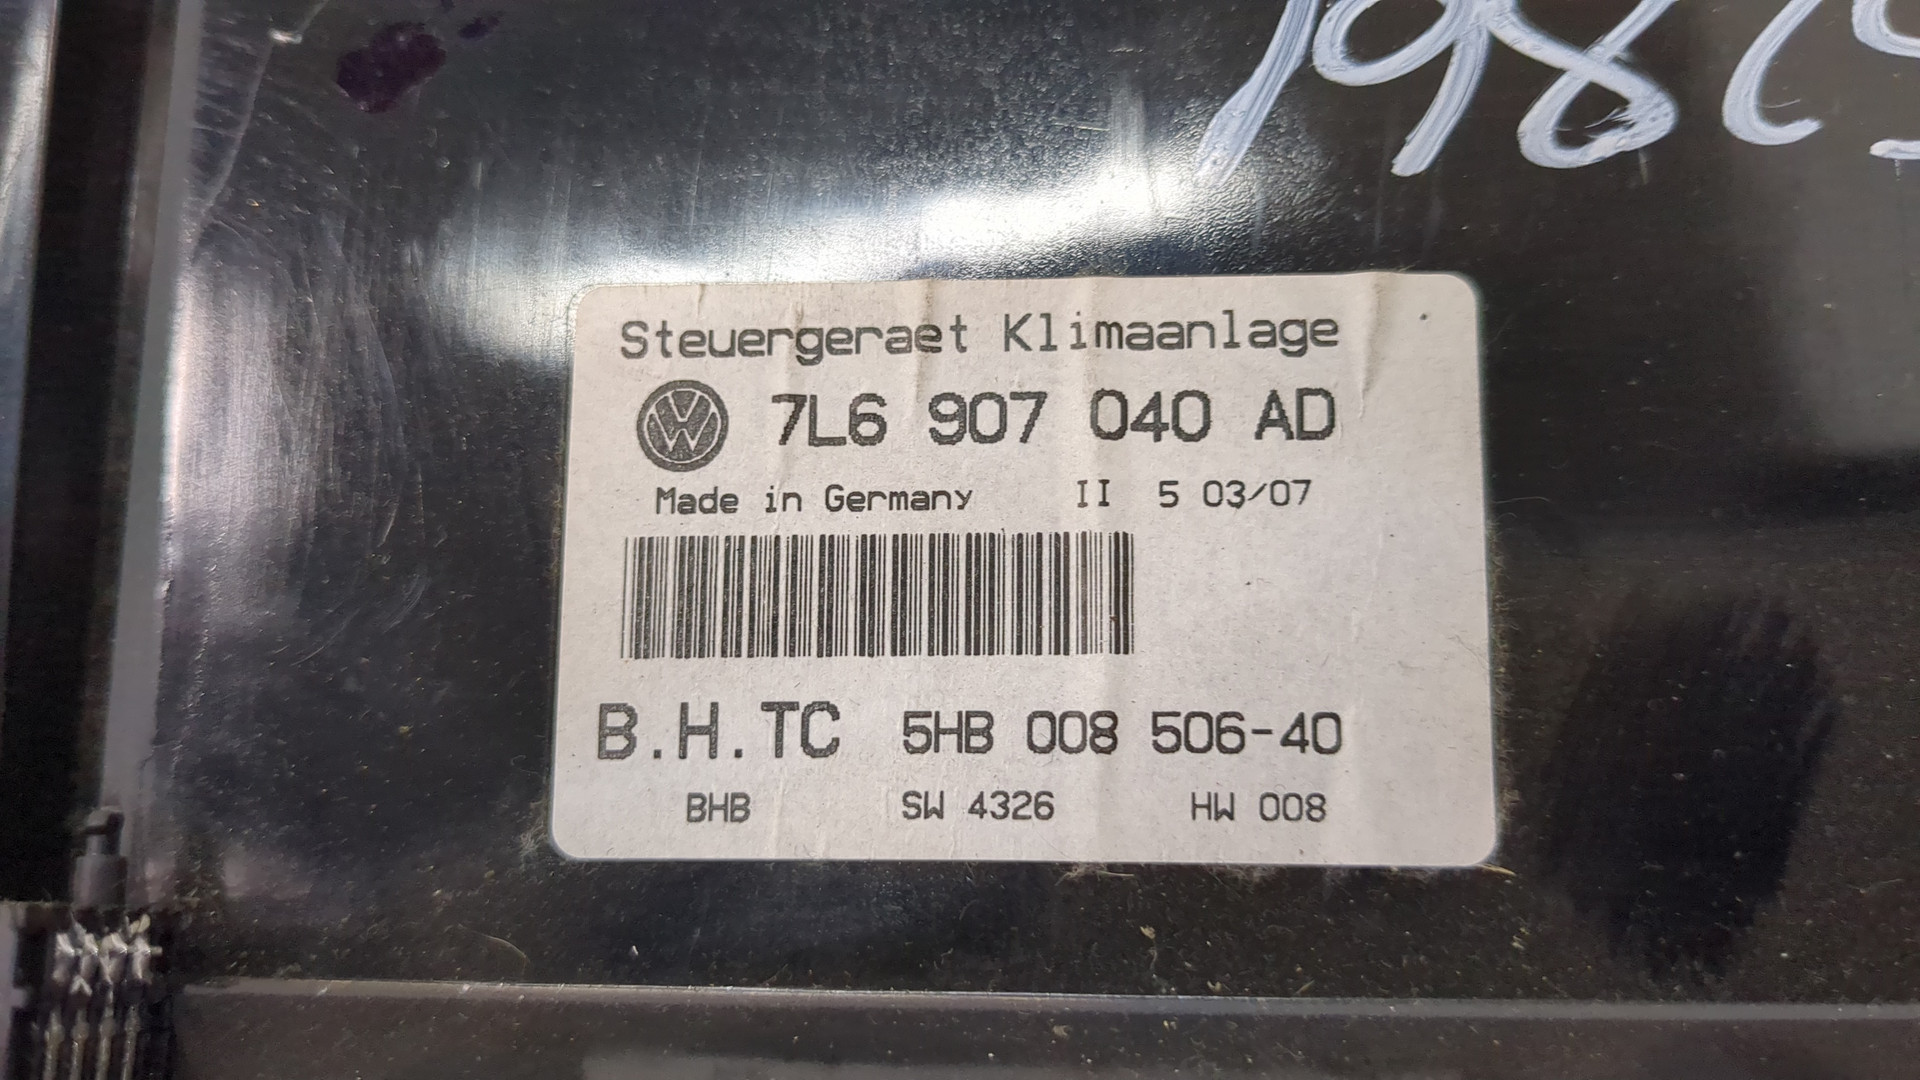 Steuergeraet Klimaanlage
7L6 907 040 AD
Made in Germany II 5 03/07
B.H.TC 5HB 008 506-40
BHB SW 4326 HW 008